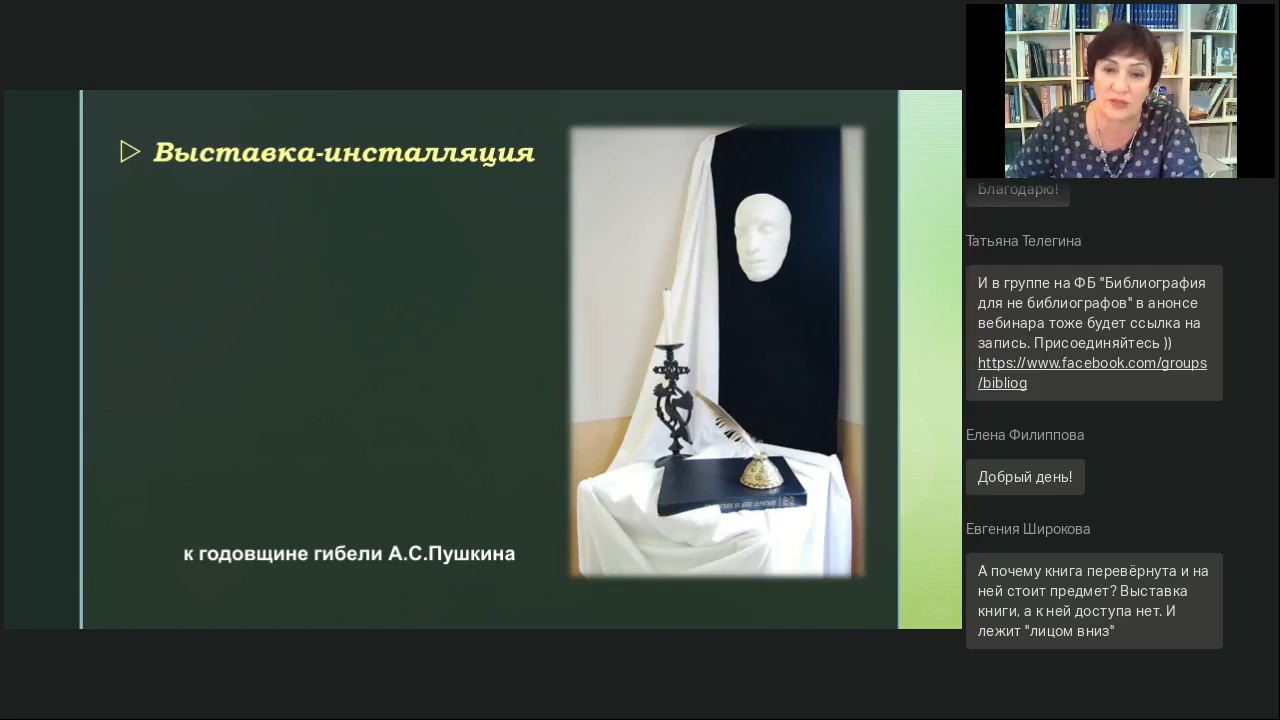 Выставка-инсталляция
к годовщине гибели А.С.Пушкина
Благодарю!
Татьяна Телегина
И в группе на ФБ "Библиография
для не библиографов" в анонсе
вебинара тоже будет ссылка на
запись. Присоединяйтесь ))
https://www.facebook.com/groups
/bibliog
Елена Филиппова
Добрый день!
Евгения Широкова
А почему книга перевёрнута и на
ней стоит предмет? Выставка
книги, а к ней доступа нет. И
лежит "лицом вниз"